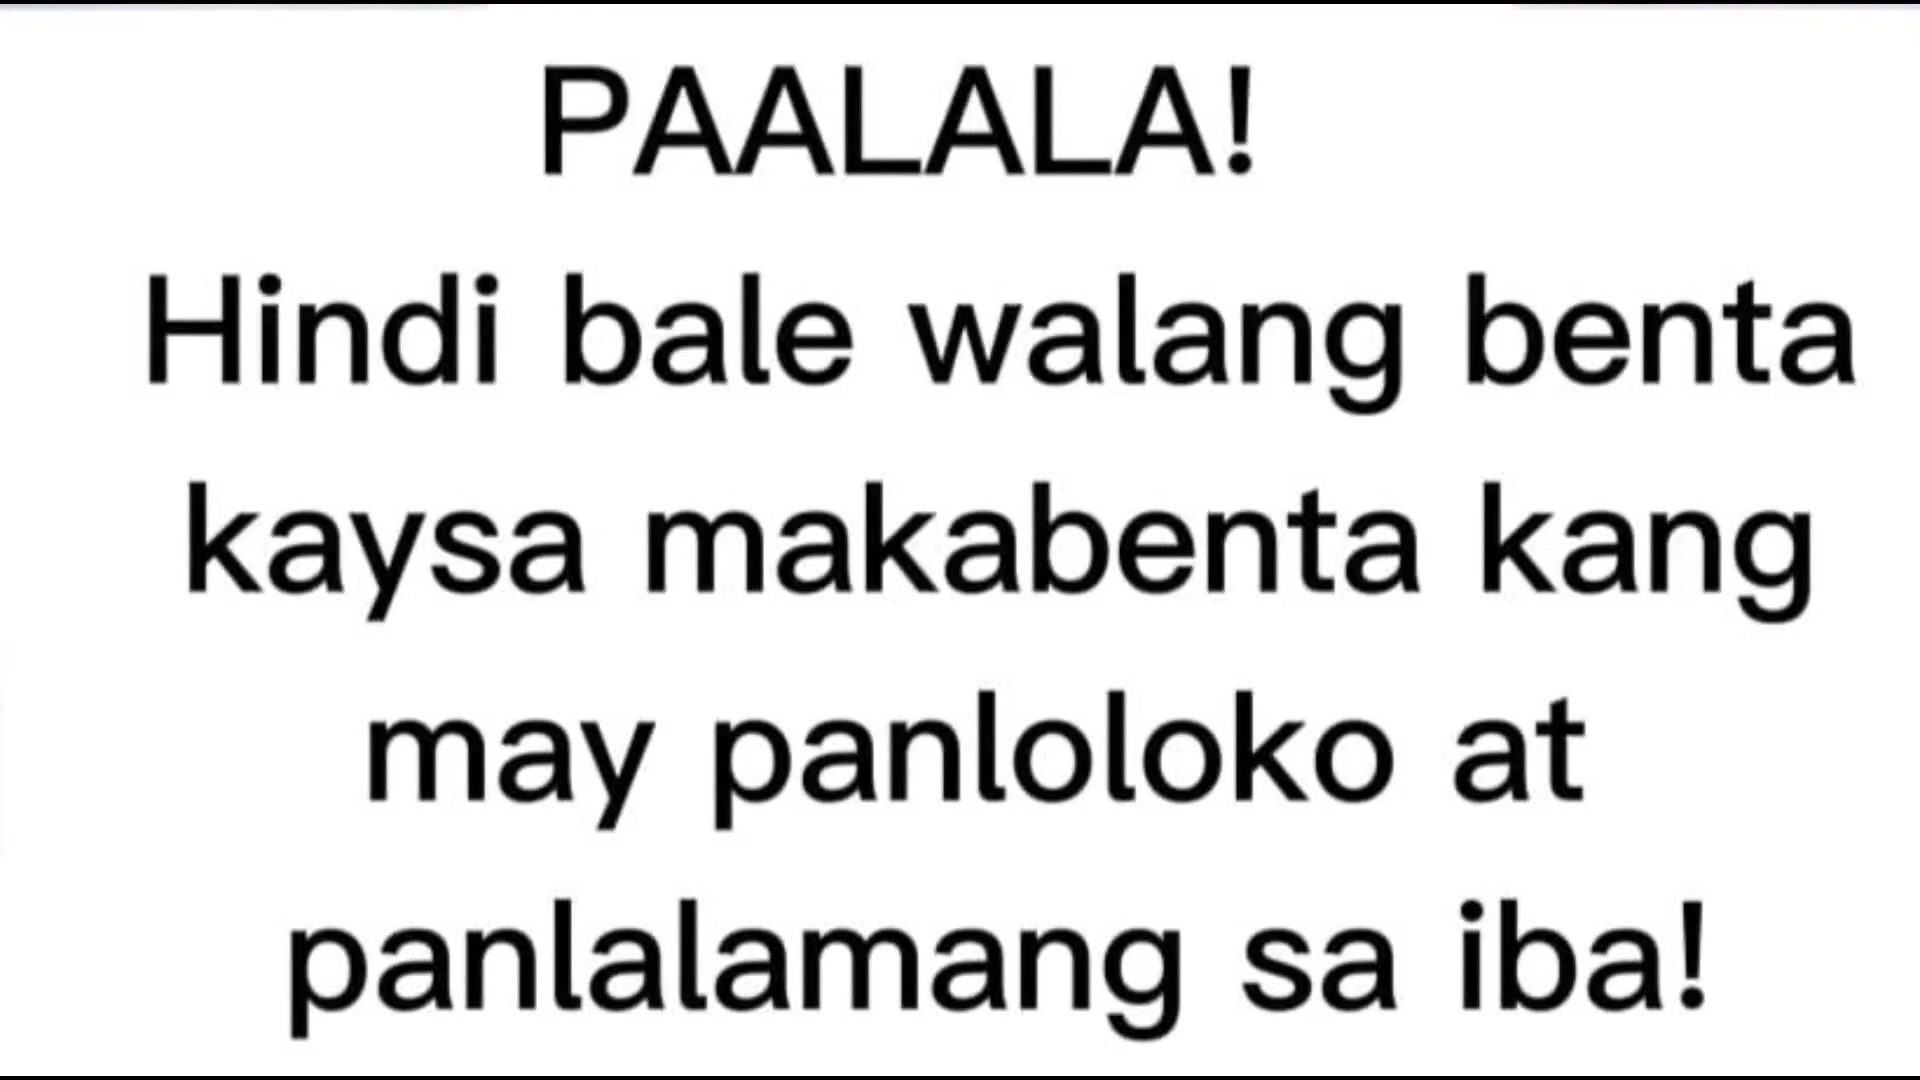 PAALALA!
Hindi bale walang benta
kaysa makabenta kang
may panloloko at
panlalamang sa iba!